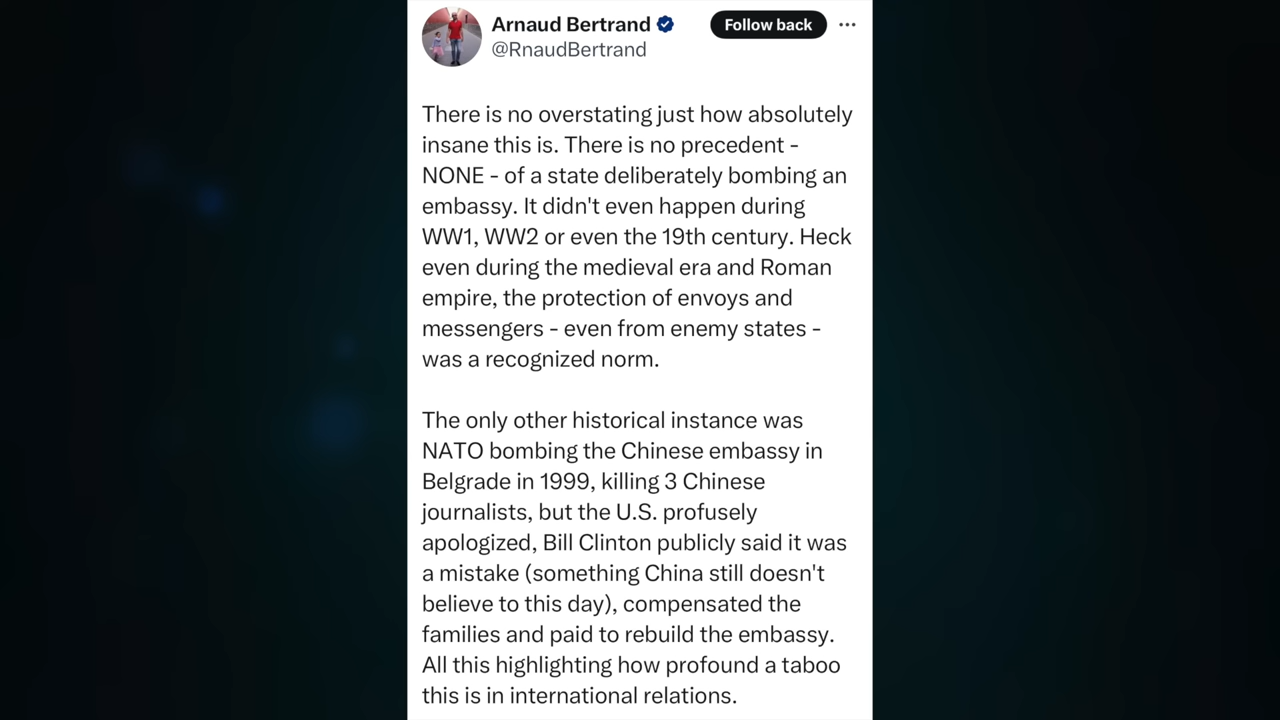 Arnaud Bertrand
Follow back
@RnaudBertrand
There is no overstating just how absolutely
insane this is. There is no precedent -
NONE - of a state deliberately bombing an
embassy. It didn't even happen during
WW1, WW2 or even the 19th century. Heck
even during the medieval era and Roman
empire, the protection of envoys and
messengers - even from enemy states -
was a recognized norm.
The only other historical instance was
NATO bombing the Chinese embassy in
Belgrade in 1999, killing 3 Chinese
journalists, but the U.S. profusely
apologized, Bill Clinton publicly said it was
a mistake (something China still doesn't
believe to this day), compensated the
families and paid to rebuild the embassy.
All this highlighting how profound a taboo
this is in international relations.